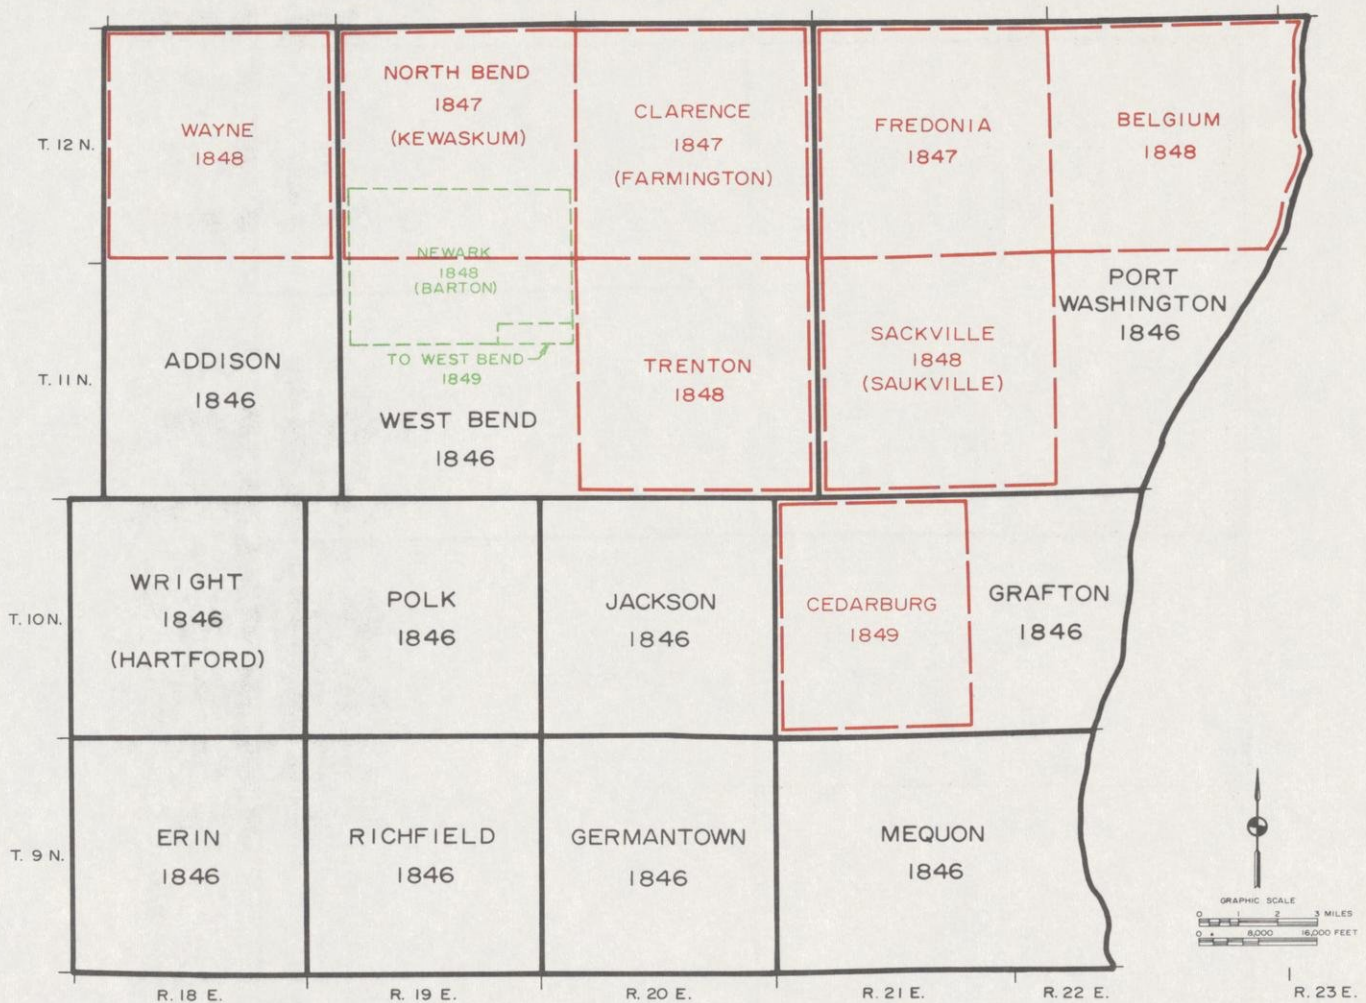 T. 12 N.
WAYNE
1848
NORTH BEND
1847
(KEWASKUM)
CLARENCE
1847
(FARMINGTON)
FREDONIA
1847
BELGIUM
1848
NEWARK
1848
(BARTON)
TO WEST BEND
1849
T. 11 N.
ADDISON
1846
WEST BEND
1846
TRENTON
1848
SACKVILLE
1848
(SAUKVILLE)
PORT
WASHINGTON
1846
T. 10 N.
WRIGHT
1846
(HARTFORD)
POLK
1846
JACKSON
1846
CEDARBURG
1849
GRAFTON
1846
T. 9 N.
ERIN
1846
RICHFIELD
1846
GERMANTOWN
1846
MEQUON
1846
GRAPHIC SCALE
0 1 2 3 MILES
0 8,000 16,000 FEET
R. 18 E.
R. 19 E.
R. 20 E.
R. 21 E.
R. 22 E.
R. 23 E.